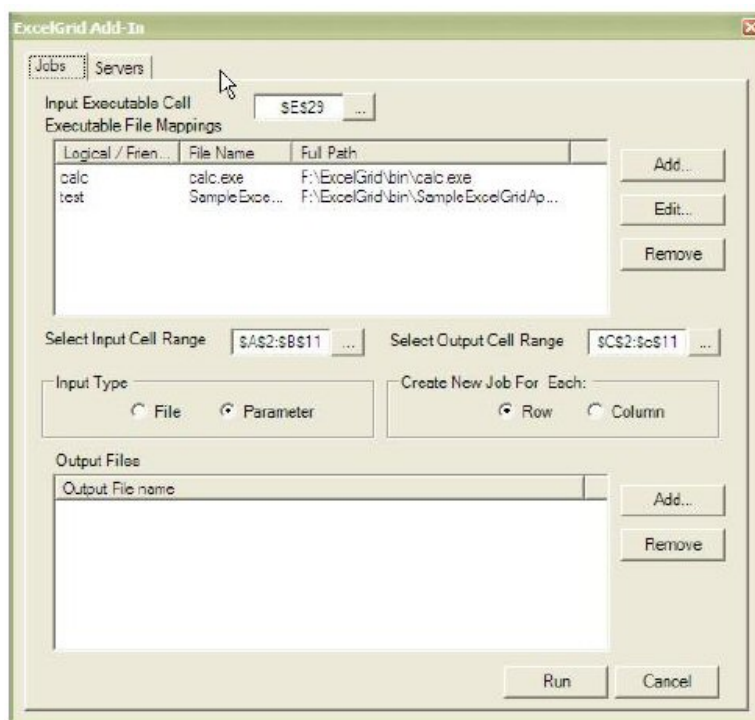 ExcelGrid Add-In
Jobs Servers
Input Executable Cell $E$29 ...
Executable File Mappings
Logical / Frien... File Name Full Path
calc calc.exe F:\ExcelGrid\bin\calc.exe
test SampleExce... F:\ExcelGrid\bin\SampleExcelGridAp...
Add...
Edit...
Remove
Select Input Cell Range $A$2:$B$11 ... Select Output Cell Range $C$2:$c$11 ...
Input Type Create New Job For Each:
File Parameter Row Column
Output Files
Output File name
Add...
Remove
Run Cancel